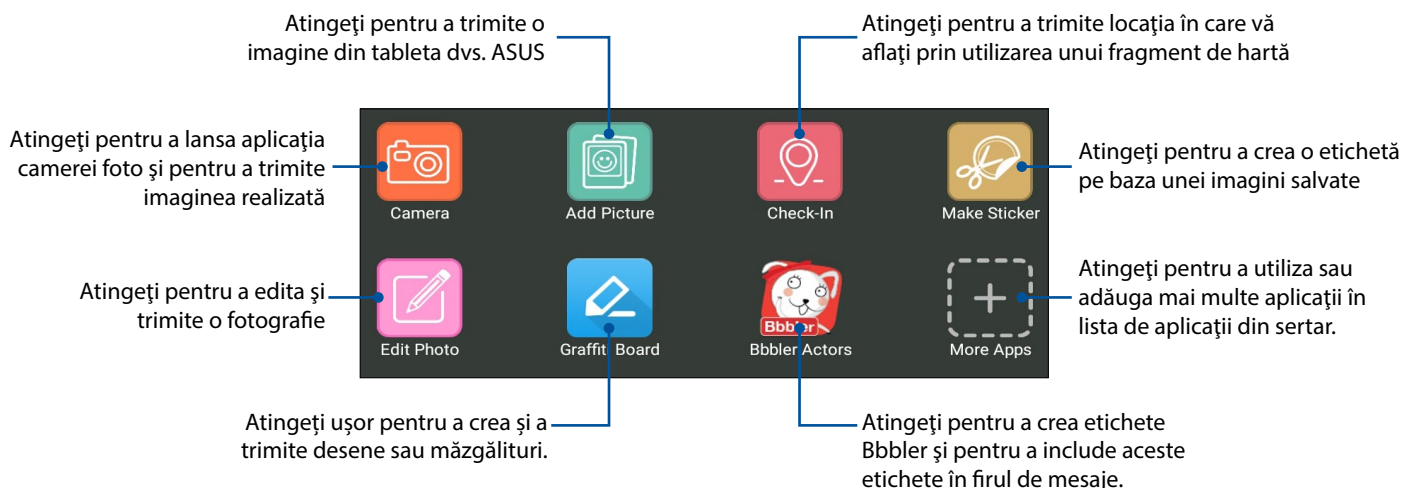 Atingeţi pentru a trimite o
imagine din tableta dvs. ASUS
Atingeţi pentru a trimite locaţia în care vă
aflaţi prin utilizarea unui fragment de hartă
Atingeţi pentru a lansa aplicaţia
camerei foto şi pentru a trimite
imaginea realizată
Camera
Add Picture
Check-In
Make Sticker
Atingeţi pentru a crea o etichetă
pe baza unei imagini salvate
Atingeţi pentru a edita şi
trimite o fotografie
Edit Photo
Graffiti Board
Bbbler
Bbbler Actors
More Apps
Atingeţi pentru a utiliza sau
adăuga mai multe aplicaţii în
lista de aplicaţii din sertar.
Atingeți ușor pentru a crea și a
trimite desene sau măzgălituri.
Atingeţi pentru a crea etichete
Bbbler şi pentru a include aceste
etichete în firul de mesaje.